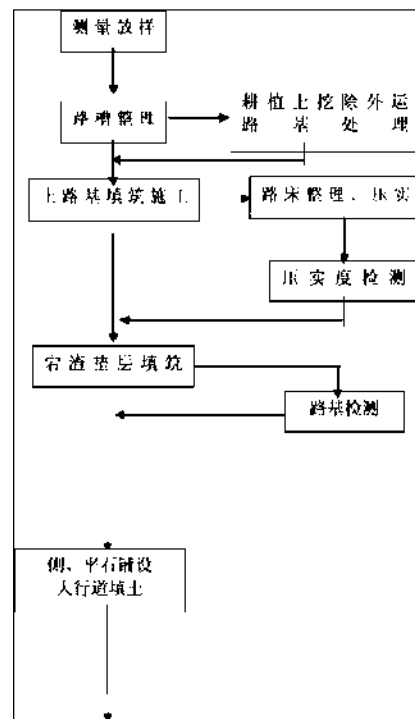 测量放样
路槽整理
耕植土挖除外运
路基处理
土路基填筑施工
路床整理、压实
压实度检测
宕渣垫层填筑
路基检测
侧、平石铺设
人行道填土